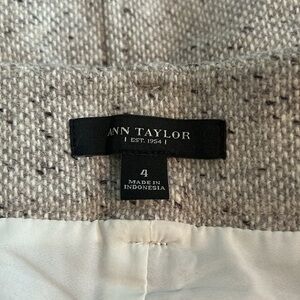 ANN TAYLOR
| EST. 1954 |
4
MADE IN
INDONESIA